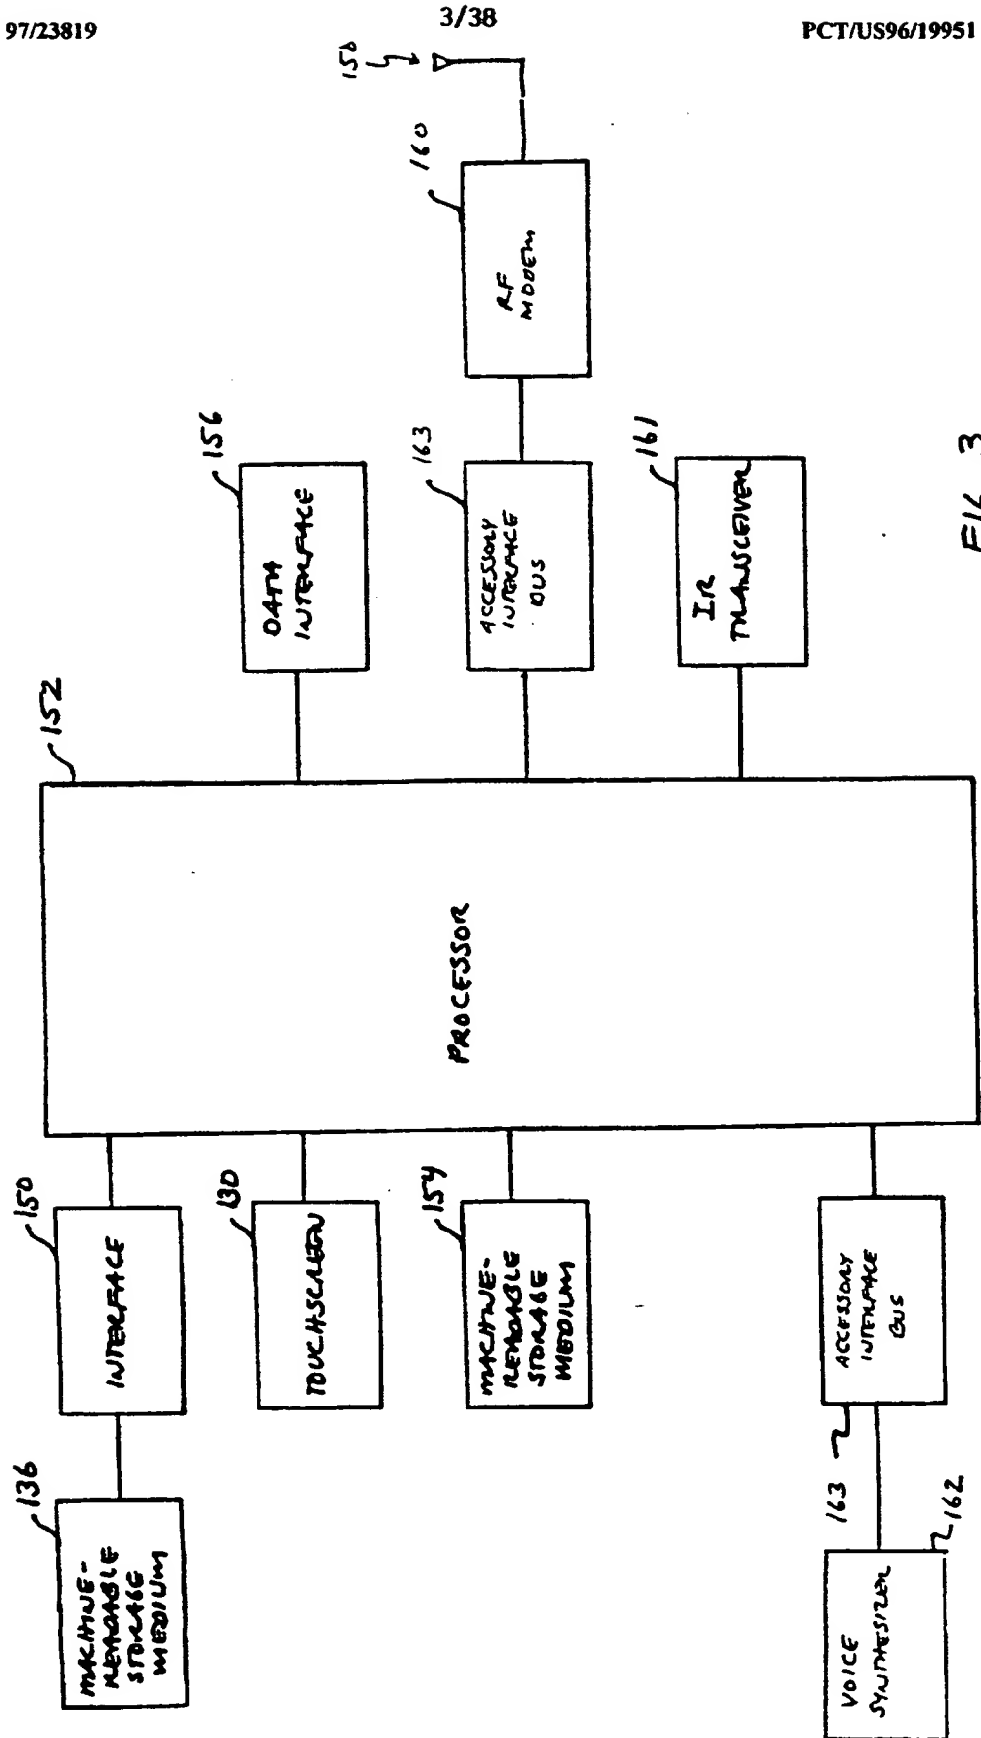 97/23819
3/38
PCT/US96/19951
136
MACHINE-
READABLE
STORAGE
MEDIUM
150
INTERFACE
130
TOUCHSCREEN
154
MACHINE-
READABLE
STORAGE
MEDIUM
VOICE
SYNTHESIZER
162
163
ACCESSORY
INTERFACE
BUS
152
PROCESSOR
156
DATA
INTERFACE
163
ACCESSORY
INTERFACE
BUS
161
IR
TRANSCEIVER
160
RF
MODEM
158
FIG 3